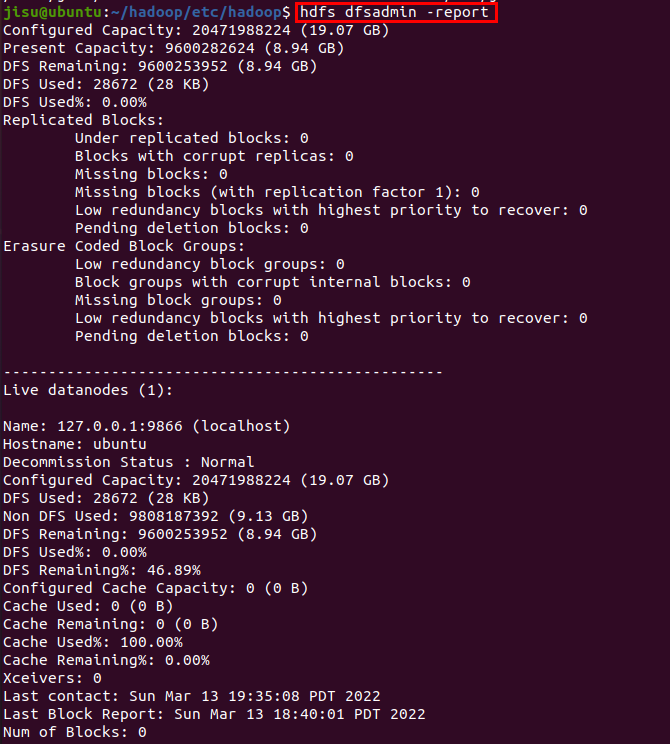 jisu@ubuntu:~/hadoop/etc/hadoop$ hdfs dfsadmin -report
Configured Capacity: 20471988224 (19.07 GB)
Present Capacity: 9600282624 (8.94 GB)
DFS Remaining: 9600253952 (8.94 GB)
DFS Used: 28672 (28 KB)
DFS Used%: 0.00%
Replicated Blocks:
        Under replicated blocks: 0
        Blocks with corrupt replicas: 0
        Missing blocks: 0
        Missing blocks (with replication factor 1): 0
        Low redundancy blocks with highest priority to recover: 0
        Pending deletion blocks: 0
Erasure Coded Block Groups:
        Low redundancy block groups: 0
        Block groups with corrupt internal blocks: 0
        Missing block groups: 0
        Low redundancy blocks with highest priority to recover: 0
        Pending deletion blocks: 0
-------------------------------------------------
Live datanodes (1):
Name: 127.0.0.1:9866 (localhost)
Hostname: ubuntu
Decommission Status : Normal
Configured Capacity: 20471988224 (19.07 GB)
DFS Used: 28672 (28 KB)
Non DFS Used: 9808187392 (9.13 GB)
DFS Remaining: 9600253952 (8.94 GB)
DFS Used%: 0.00%
DFS Remaining%: 46.89%
Configured Cache Capacity: 0 (0 B)
Cache Used: 0 (0 B)
Cache Remaining: 0 (0 B)
Cache Used%: 100.00%
Cache Remaining%: 0.00%
Xceivers: 0
Last contact: Sun Mar 13 19:35:08 PDT 2022
Last Block Report: Sun Mar 13 18:40:01 PDT 2022
Num of Blocks: 0